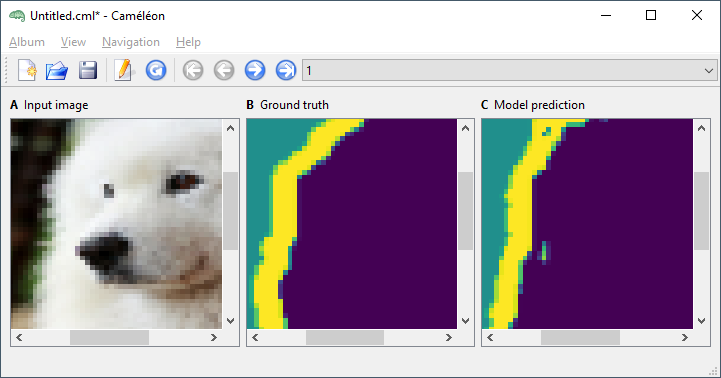 Untitled.cml* - Caméléon
Album View Navigation Help
1
A Input image
B Ground truth
C Model prediction